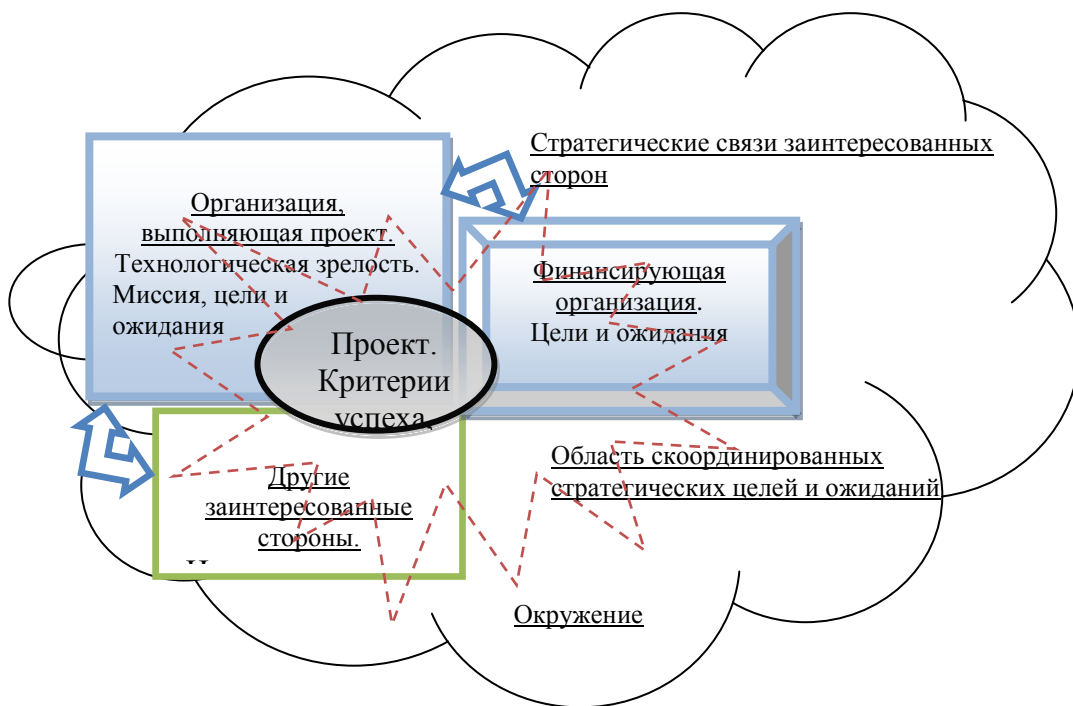 Стратегические связи заинтересованных
сторон
Организация,
выполняющая проект.
Технологическая зрелость.
Миссия, цели и
ожидания
Финансирующая
организация.
Цели и ожидания
Проект.
Критерии
успеха,
Область скоординированных
стратегических целей и ожиданий
Другие
заинтересованные
стороны.
Окружение